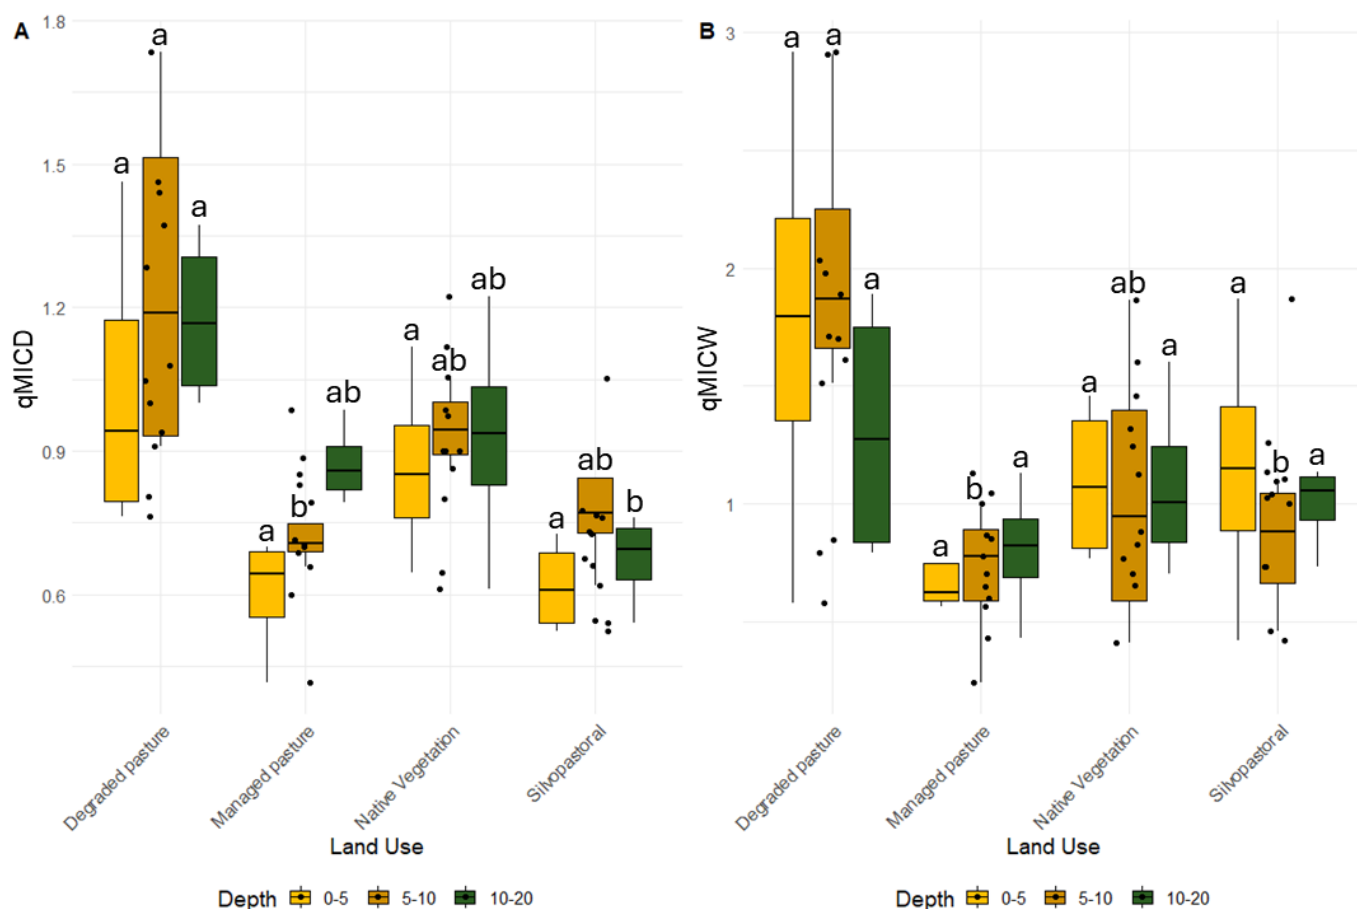 A
B
1.8
1.5
1.2
0.9
0.6
qMICD
a
a
a
a
b
ab
a
ab
ab
a
ab
b
Degraded pasture
Managed pasture
Native Vegetation
Silvopastoral
Land Use
Depth 0-5 5-10 10-20
3
2
1
qMICW
a
a
a
a
b
a
a
ab
a
a
b
a
Degraded pasture
Managed pasture
Native Vegetation
Silvopastoral
Land Use
Depth 0-5 5-10 10-20